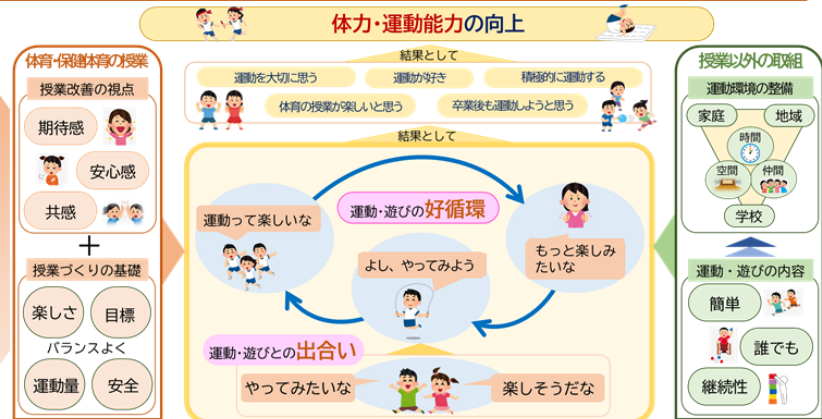 体力・運動能力の向上
結果として
運動を大切に思う
運動が好き
積極的に運動する
体育の授業が楽しいと思う
卒業後も運動しようと思う
結果として
体育・保健体育の授業
授業改善の視点
期待感
安心感
共感
+
授業づくりの基礎
楽しさ
目標
バランスよく
運動量
安全
運動・遊びの好循環
運動って楽しいな
もっと楽しみ
たいな
よし、やってみよう
運動・遊びとの出合い
やってみたいな
楽しそうだな
授業以外の取組
運動環境の整備
家庭
地域
時間
空間
仲間
学校
運動・遊びの内容
簡単
誰でも
継続性